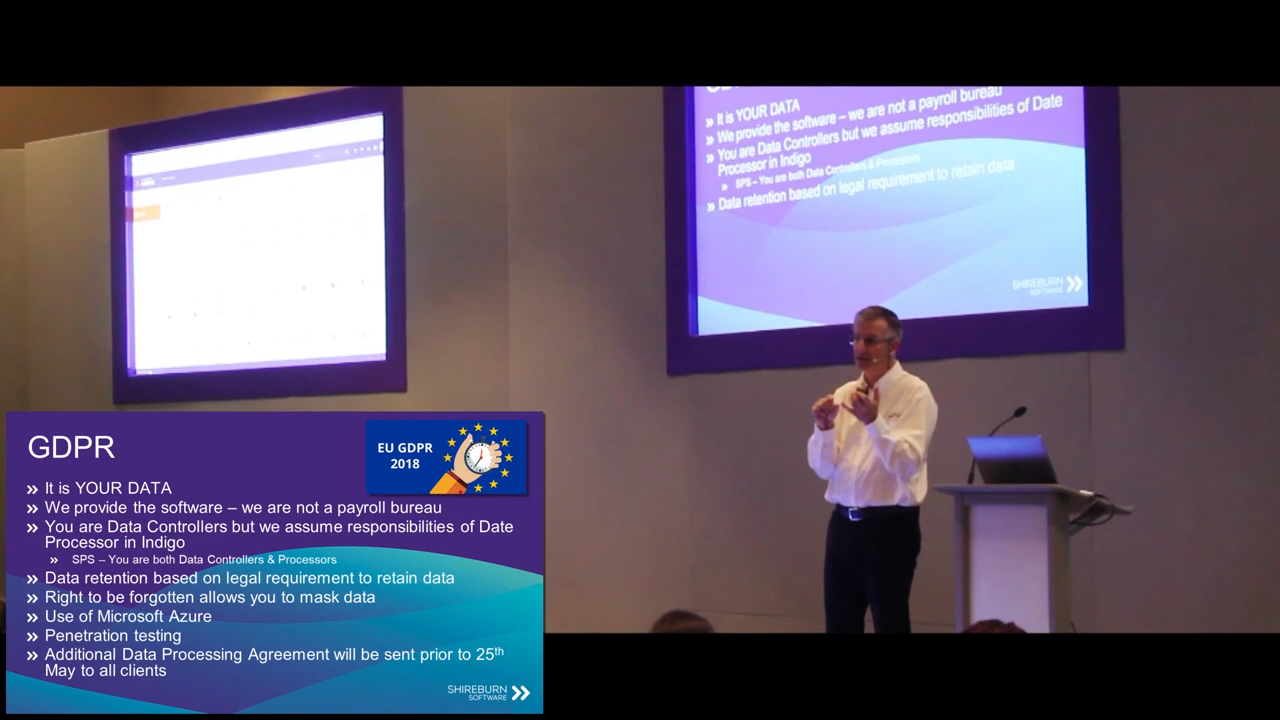 It is YOUR DATA
We provide the software – we are not a payroll bureau
You are Data Controllers but we assume responsibilities of Date
Processor in Indigo
SPS – You are both Data Controllers & Processors
Data retention based on legal requirement to retain data
SHIREBURN
SOFTWARE
GDPR
EU GDPR
2018
It is YOUR DATA
We provide the software – we are not a payroll bureau
You are Data Controllers but we assume responsibilities of Date
Processor in Indigo
SPS – You are both Data Controllers & Processors
Data retention based on legal requirement to retain data
Right to be forgotten allows you to mask data
Use of Microsoft Azure
Penetration testing
Additional Data Processing Agreement will be sent prior to 25th
May to all clients
SHIREBURN
SOFTWARE